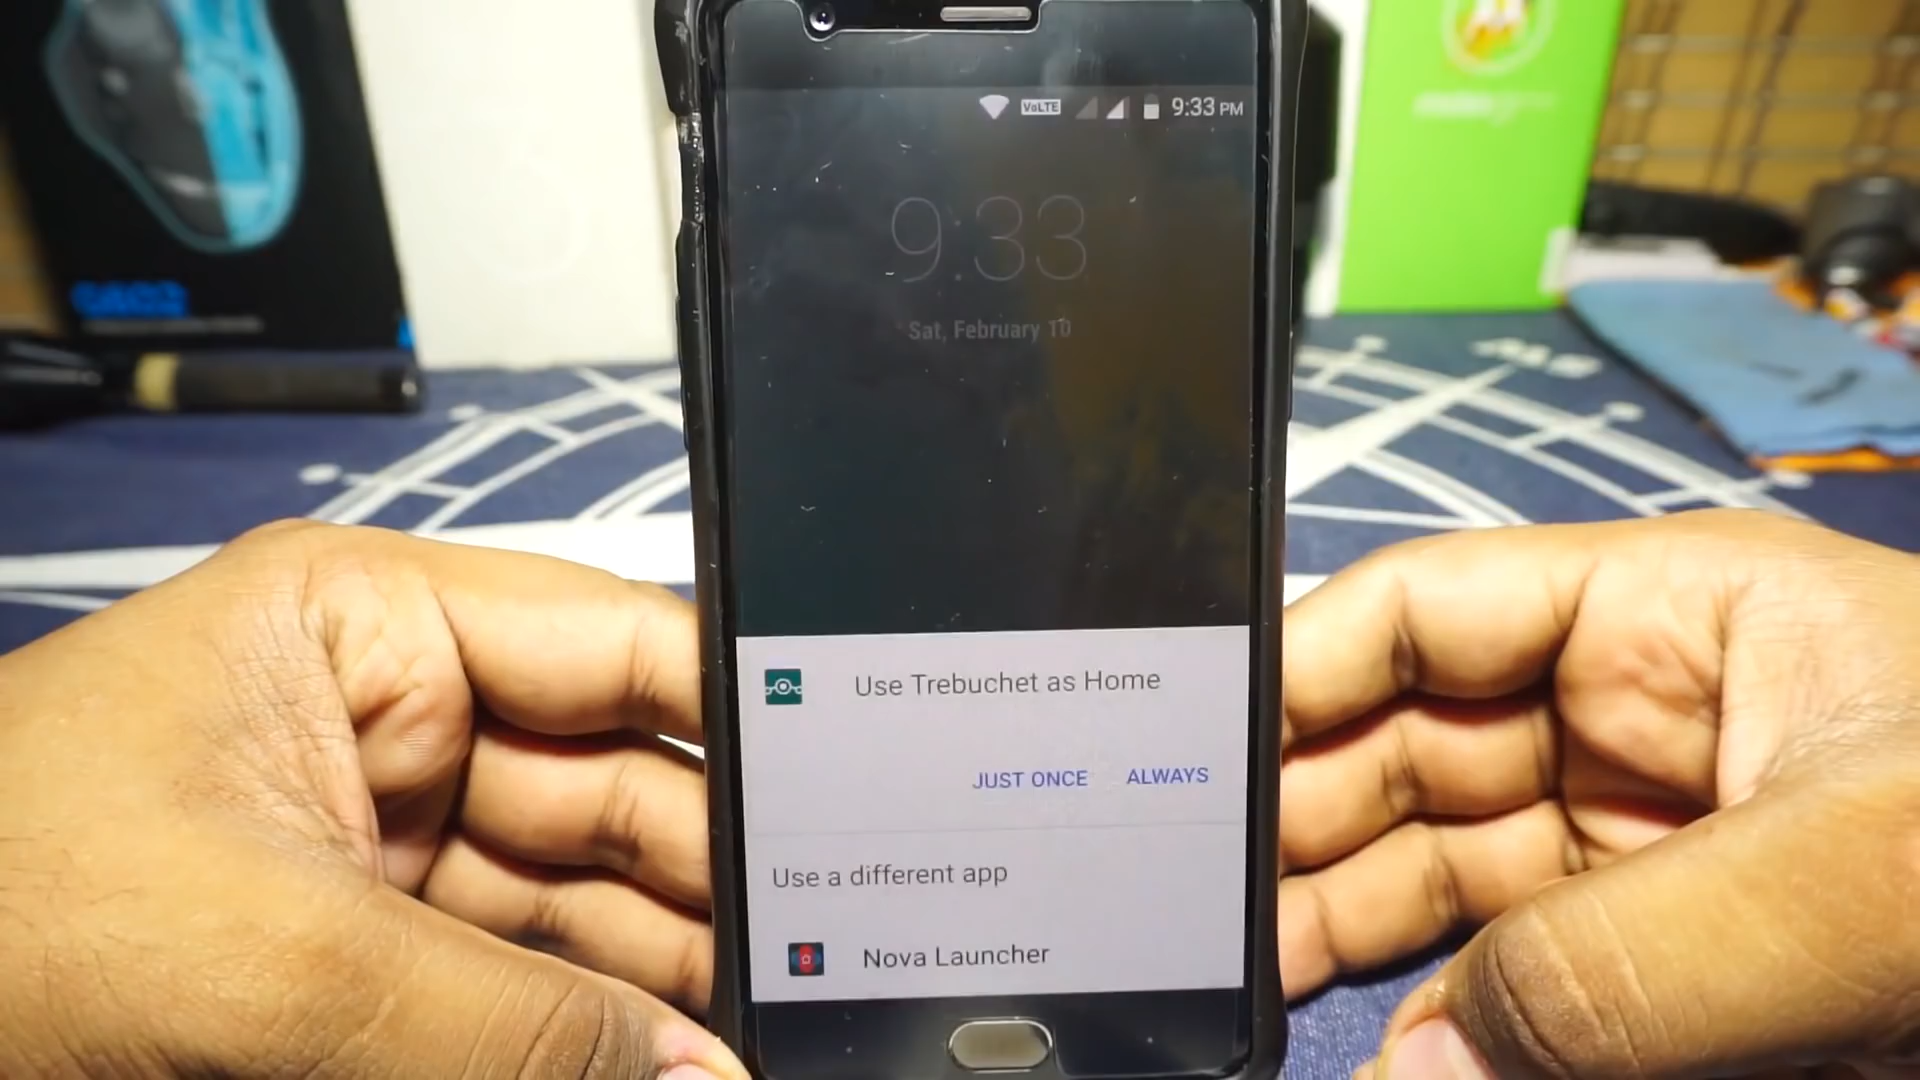 VoLTE 9:33 PM
9:33
Sat, February 10
Use Trebuchet as Home
JUST ONCE ALWAYS
Use a different app
Nova Launcher
G602